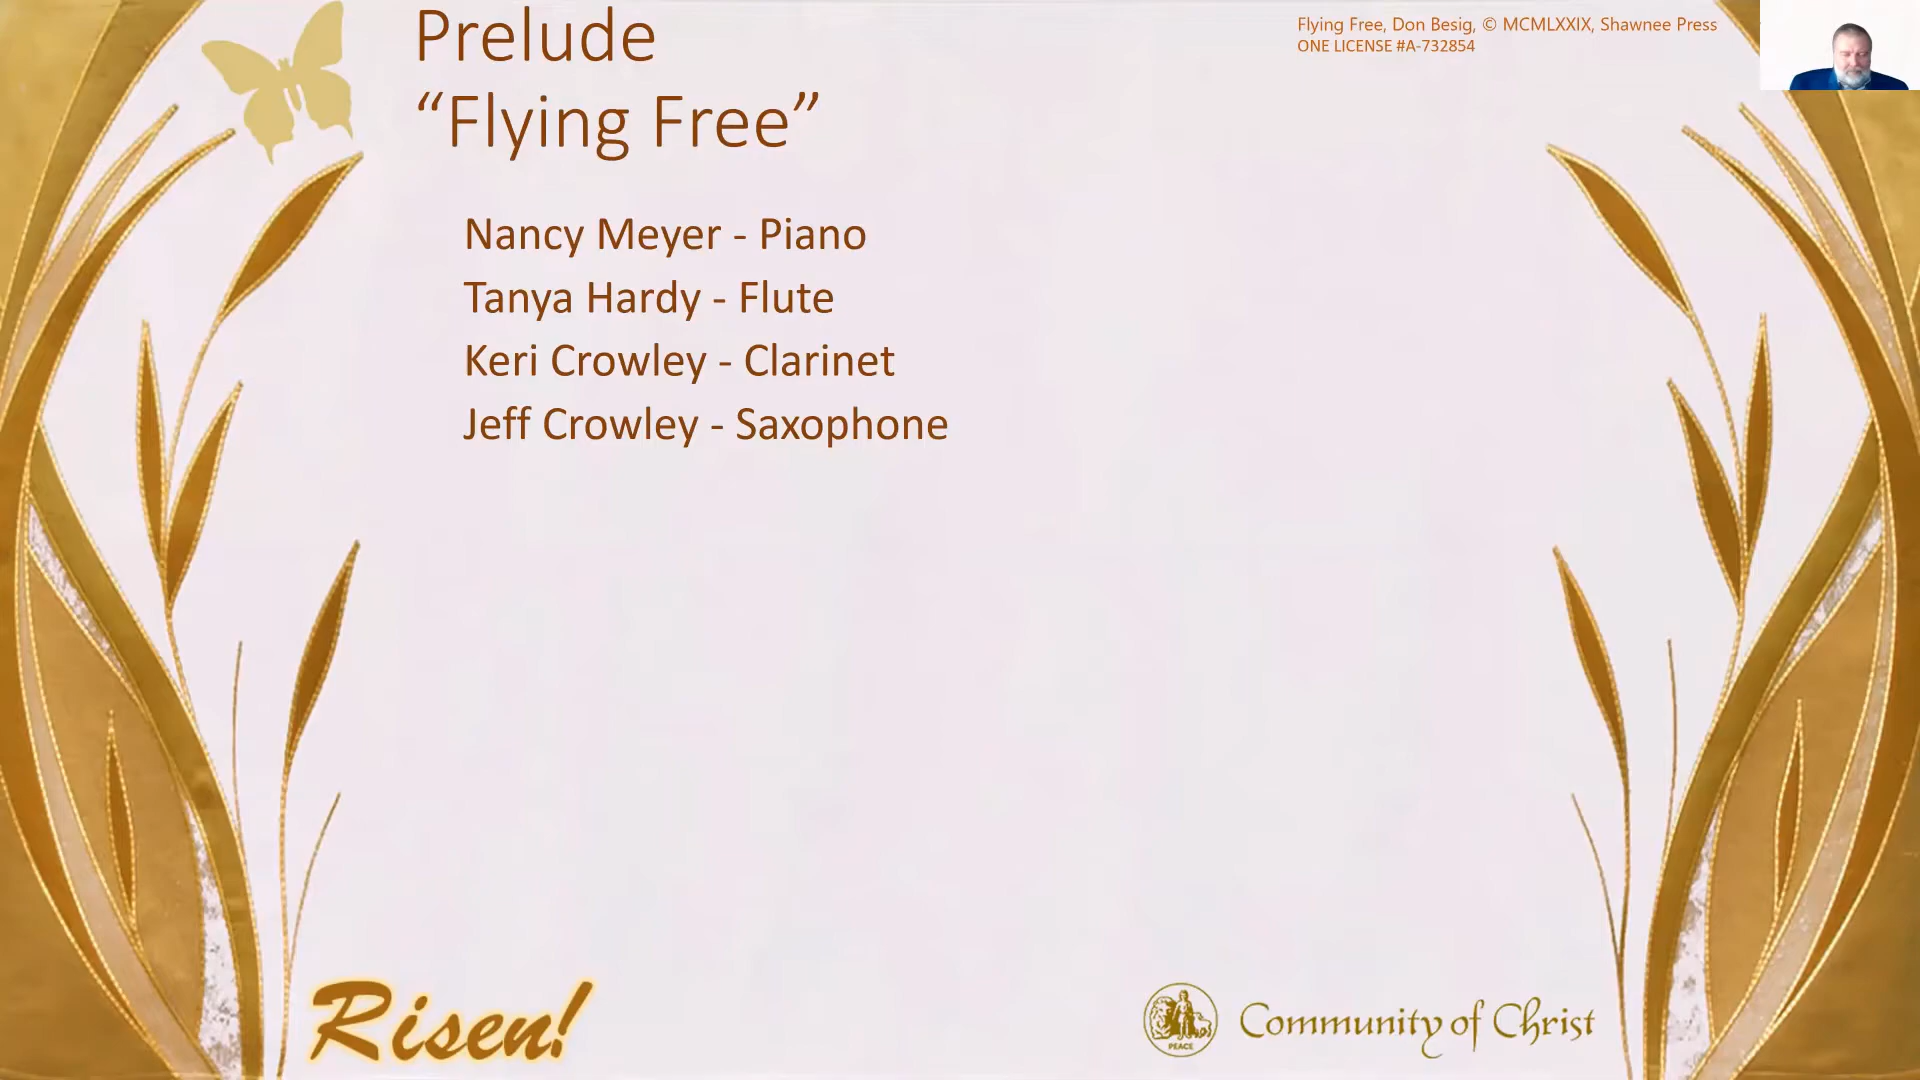 Prelude
“Flying Free”
Flying Free, Don Besig, © MCMLXXIX, Shawnee Press
ONE LICENSE #A-732854
Nancy Meyer - Piano
Tanya Hardy - Flute
Keri Crowley - Clarinet
Jeff Crowley - Saxophone
Risen!
PEACE
Community of Christ